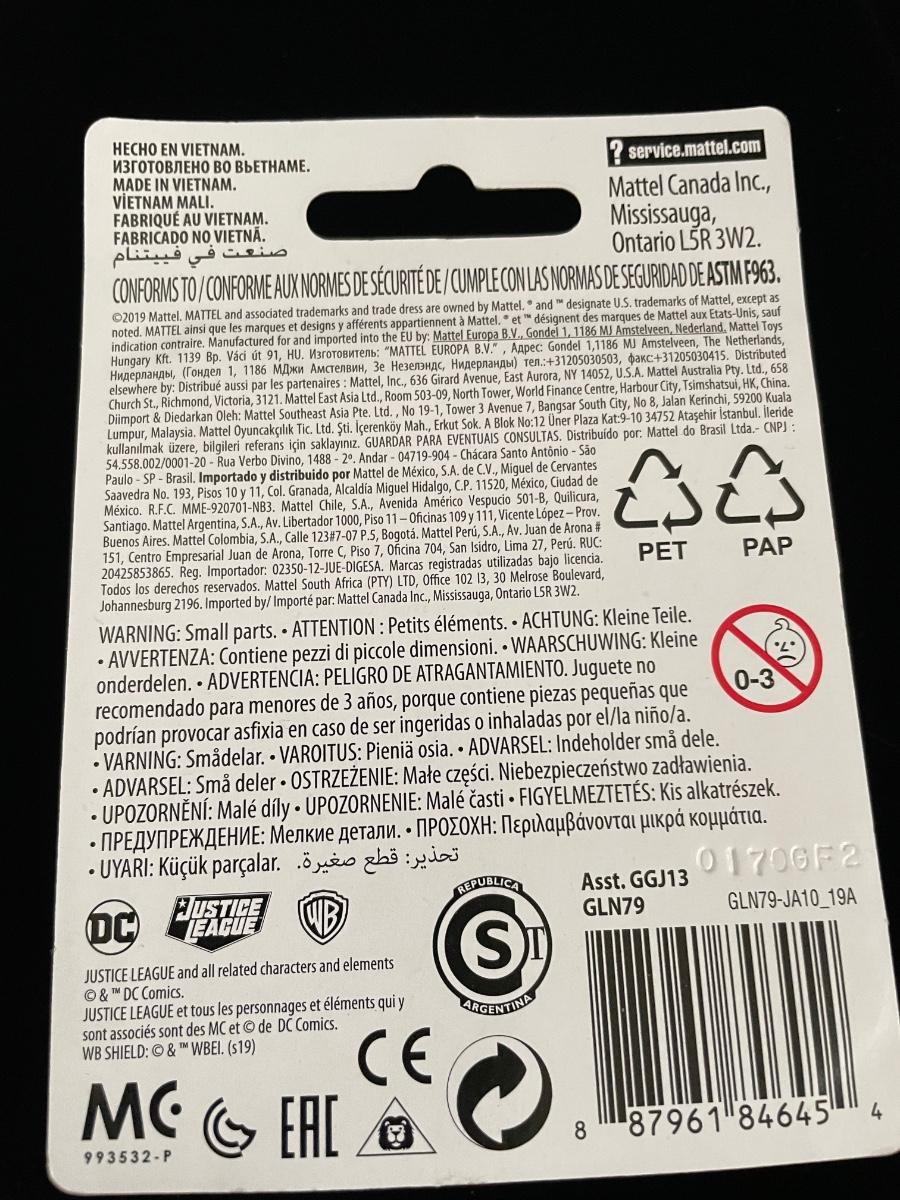 HECHO EN VIETNAM.
ИЗГОТОВЛЕНО ВО ВЬЕТНАМЕ.
MADE IN VIETNAM.
VİETNAM MALI.
FABRIQUÉ AU VIETNAM.
FABRICADO NO VIETNÃ.
صنعت في فييتنام
? service.mattel.com
Mattel Canada Inc.,
Mississauga,
Ontario L5R 3W2.
CONFORMS TO / CONFORME AUX NORMES DE SÉCURITÉ DE / CUMPLE CON LAS NORMAS DE SEGURIDAD DE ASTM F963.
©2019 Mattel. MATTEL and associated trademarks and trade dress are owned by Mattel. ® and ™ designate U.S. trademarks of Mattel, except as
noted. MATTEL ainsi que les marques et designs y afférents appartiennent à Mattel. ® et ™ désignent des marques de Mattel aux Etats-Unis, sauf
indication contraire. Manufactured for and imported into the EU by: Mattel Europa B.V., Gondel 1, 1186 MJ Amstelveen, Nederland. Mattel Toys
Hungary Kft. 1139 Bp. Váci út 91, HU. Изготовитель: "MATTEL EUROPA B.V.", Адрес: Gondel 1,1186 MJ Amstelveen, The Netherlands,
Нидерланды, (Гондел 1, 1186 МДжи Амстелвин, Зе Незелэндс, Нидерланды) тел.:+31205030503, факс:+31205030415. Distributed
elsewhere by: Distribué aussi par les partenaires : Mattel, Inc., 636 Girard Avenue, East Aurora, NY 14052, U.S.A. Mattel Australia Pty. Ltd., 658
Church St., Richmond, Victoria, 3121. Mattel East Asia Ltd., Room 503-09, North Tower, World Finance Centre, Harbour City, Tsimshatsui, HK, China.
Diimport & Diedarkan Oleh: Mattel Southeast Asia Pte. Ltd. , No 19-1, Tower 3 Avenue 7, Bangsar South City, No 8, Jalan Kerinchi, 59200 Kuala
Lumpur, Malaysia. Mattel Oyuncakçılık Tic. Ltd. Şti. İçerenköy Mah., Erkut Sok. A Blok No:12 Üner Plaza Kat:9-10 34752 Ataşehir İstanbul. İleride
kullanılmak üzere, bilgileri referans için saklayınız. GUARDAR PARA EVENTUAIS CONSULTAS. Distribuído por: Mattel do Brasil Ltda.- CNPJ :
54.558.002/0001-20 - Rua Verbo Divino, 1488 - 2º. Andar - 04719-904 - Chácara Santo Antônio - São
Paulo - SP - Brasil. Importado y distribuido por Mattel de México, S.A. de C.V., Miguel de Cervantes
Saavedra No. 193, Pisos 10 y 11, Col. Granada, Alcaldía Miguel Hidalgo, C.P. 11520, México, Ciudad de
México. R.F.C. MME-920701-NB3. Mattel Chile, S.A., Avenida Américo Vespucio 501-B, Quilicura,
Santiago. Mattel Argentina, S.A., Av. Libertador 1000, Piso 11 – Oficinas 109 y 111, Vicente López – Prov.
Buenos Aires. Mattel Colombia, S.A., Calle 123#7-07 P.5, Bogotá. Mattel Perú, S.A., Av. Juan de Arona #
151, Centro Empresarial Juan de Arona, Torre C, Piso 7, Oficina 704, San Isidro, Lima 27, Perú. RUC:
20425853865. Reg. Importador: 02350-12-JUE-DIGESA. Marcas registradas utilizadas bajo licencia.
Todos los derechos reservados. Mattel South Africa (PTY) LTD, Office 102 I3, 30 Melrose Boulevard,
Johannesburg 2196. Imported by/ Importé par: Mattel Canada Inc., Mississauga, Ontario L5R 3W2.
PET
PAP
WARNING: Small parts. • ATTENTION : Petits éléments. • ACHTUNG: Kleine Teile.
• AVVERTENZA: Contiene pezzi di piccole dimensioni. • WAARSCHUWING: Kleine
onderdelen. • ADVERTENCIA: PELIGRO DE ATRAGANTAMIENTO. Juguete no
recomendado para menores de 3 años, porque contiene piezas pequeñas que
podrían provocar asfixia en caso de ser ingeridas o inhaladas por el/la niño/a.
• VARNING: Smådelar. • VAROITUS: Pieniä osia. • ADVARSEL: Indeholder små dele.
• ADVARSEL: Små deler • OSTRZEŻENIE: Małe części. Niebezpieczeństwo zadławienia.
• UPOZORNĚNÍ: Malé díly • UPOZORNENIE: Malé časti • FIGYELMEZTETÉS: Kis alkatrészek.
• ПРЕДУПРЕЖДЕНИЕ: Мелкие детали. • ΠΡΟΣΟΧΗ: Περιλαμβάνονται μικρά κομμάτια.
• UYARI: Küçük parçalar. تحذير: قطع صغيرة.
0-3
0170GF2
Asst. GGJ13
GLN79
GLN79-JA10_19A
DC
JUSTICE
LEAGUE
WB
REPUBLICA
S T
ARGENTINA
JUSTICE LEAGUE and all related characters and elements
© & ™ DC Comics.
JUSTICE LEAGUE et tous les personnages et éléments qui y
sont associés sont des MC et © de DC Comics.
WB SHIELD: © & ™ WBEI. (s19)
CE
MC
993532-P
EAC
8 87961 84645 4